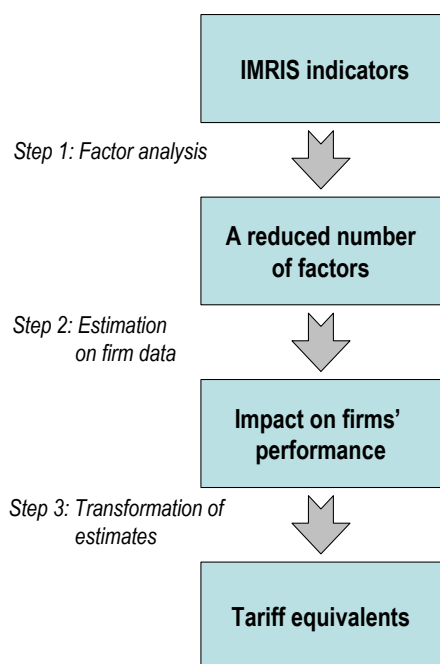 IMRIS indicators
Step 1: Factor analysis
A reduced number
of factors
Step 2: Estimation
on firm data
Impact on firms'
performance
Step 3: Transformation of
estimates
Tariff equivalents